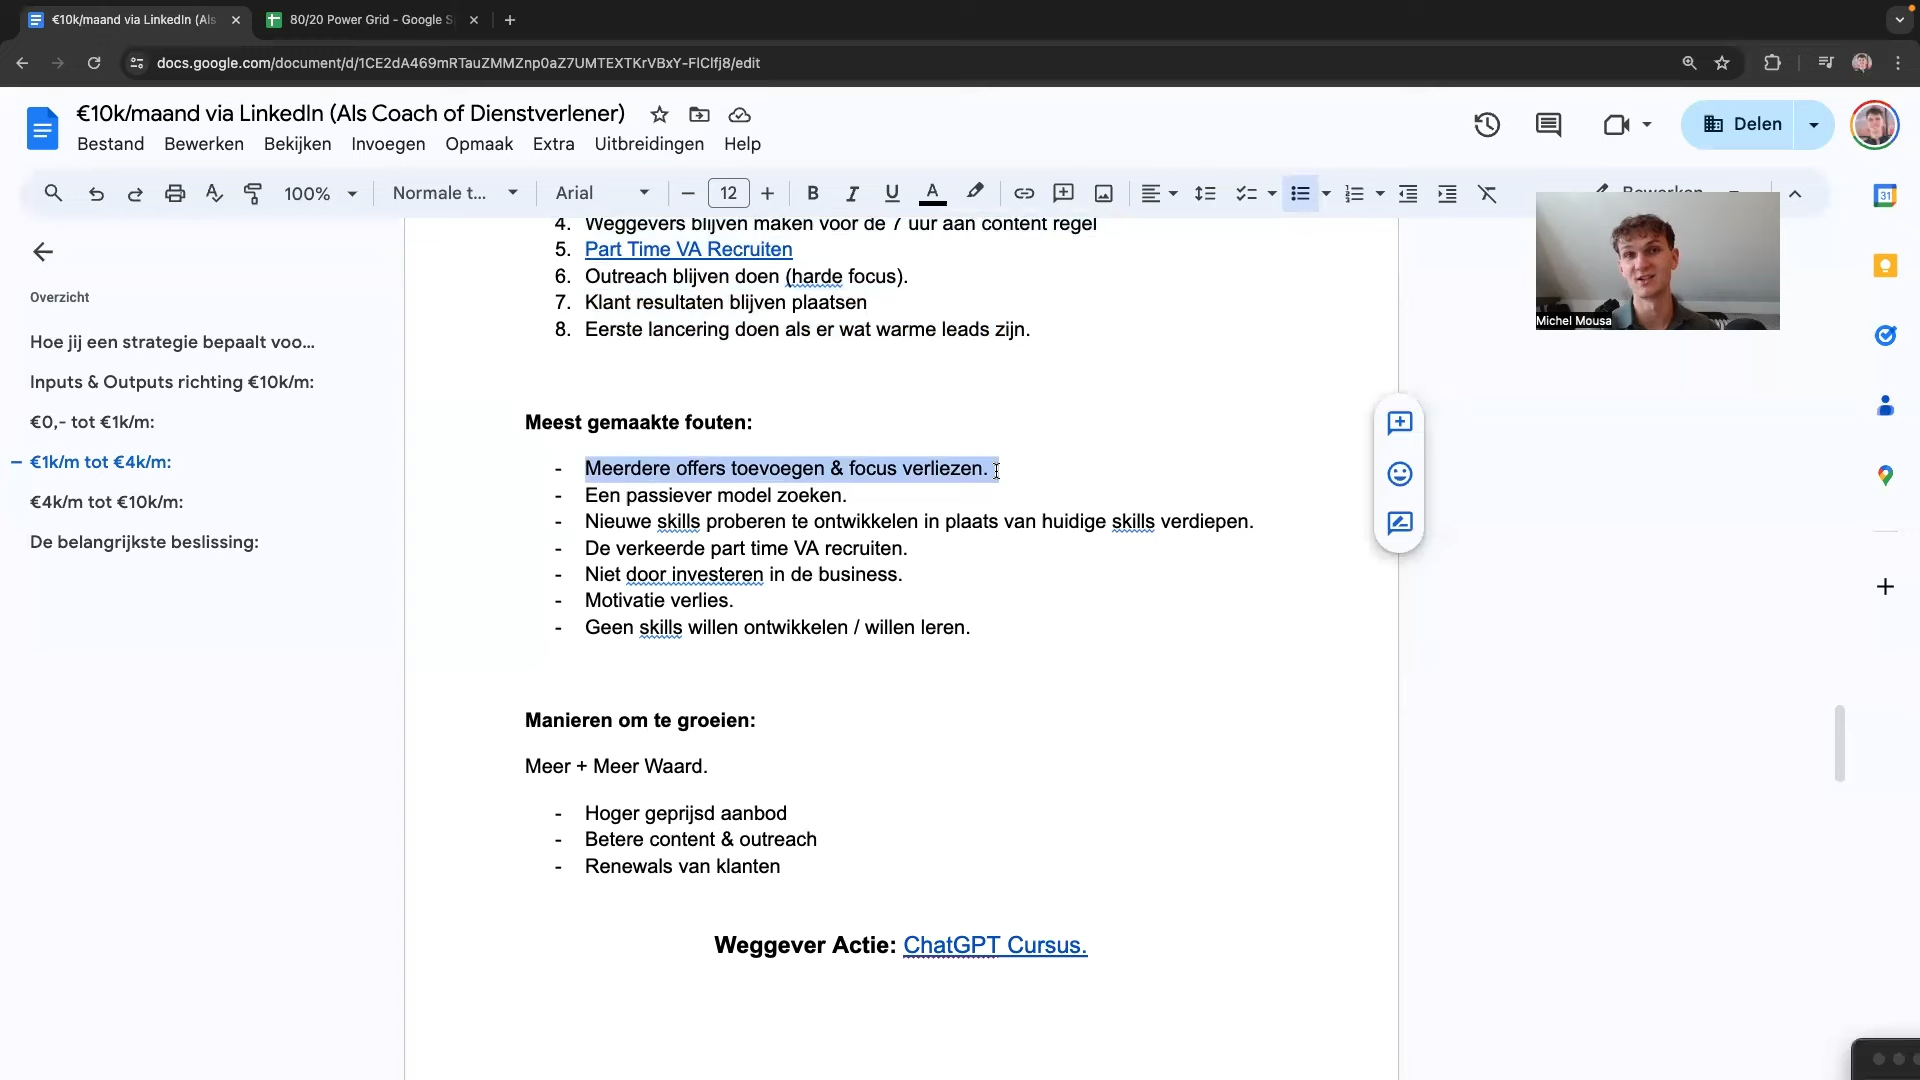 €10k/maand via LinkedIn (Als
80/20 Power Grid - Google S
docs.google.com/document/d/1CE2dA469mRTauZMMZnp0aZ7UMTEXTKrVBxY-FlClfj8/edit
€10k/maand via LinkedIn (Als Coach of Dienstverlener)
Bestand Bewerken Bekijken Invoegen Opmaak Extra Uitbreidingen Help
Delen
100% Normale t... Arial 12
Bewerken
31
Michel Mousa
Overzicht
Hoe jij een strategie bepaalt voo...
Inputs & Outputs richting €10k/m:
€0,- tot €1k/m:
€1k/m tot €4k/m:
€4k/m tot €10k/m:
De belangrijkste beslissing:
4. Weggevers blijven maken voor de 7 uur aan content regel
5. Part Time VA Recruiten
6. Outreach blijven doen (harde focus).
7. Klant resultaten blijven plaatsen
8. Eerste lancering doen als er wat warme leads zijn.
Meest gemaakte fouten:
- Meerdere offers toevoegen & focus verliezen.
- Een passiever model zoeken.
- Nieuwe skills proberen te ontwikkelen in plaats van huidige skills verdiepen.
- De verkeerde part time VA recruiten.
- Niet door investeren in de business.
- Motivatie verlies.
- Geen skills willen ontwikkelen / willen leren.
Manieren om te groeien:
Meer + Meer Waard.
- Hoger geprijsd aanbod
- Betere content & outreach
- Renewals van klanten
Weggever Actie: ChatGPT Cursus.